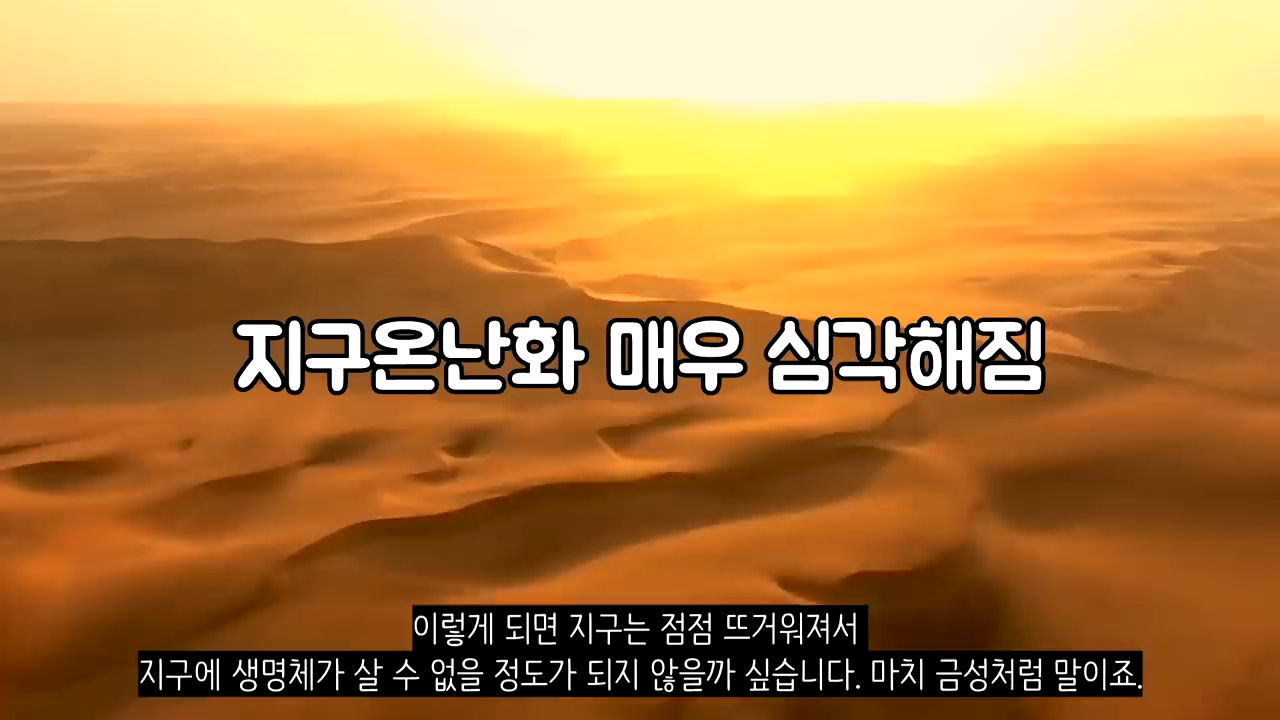 지구온난화 매우 심각해짐
이렇게 되면 지구는 점점 뜨거워져서
지구에 생명체가 살 수 없을 정도가 되지 않을까 싶습니다. 마치 금성처럼 말이죠.